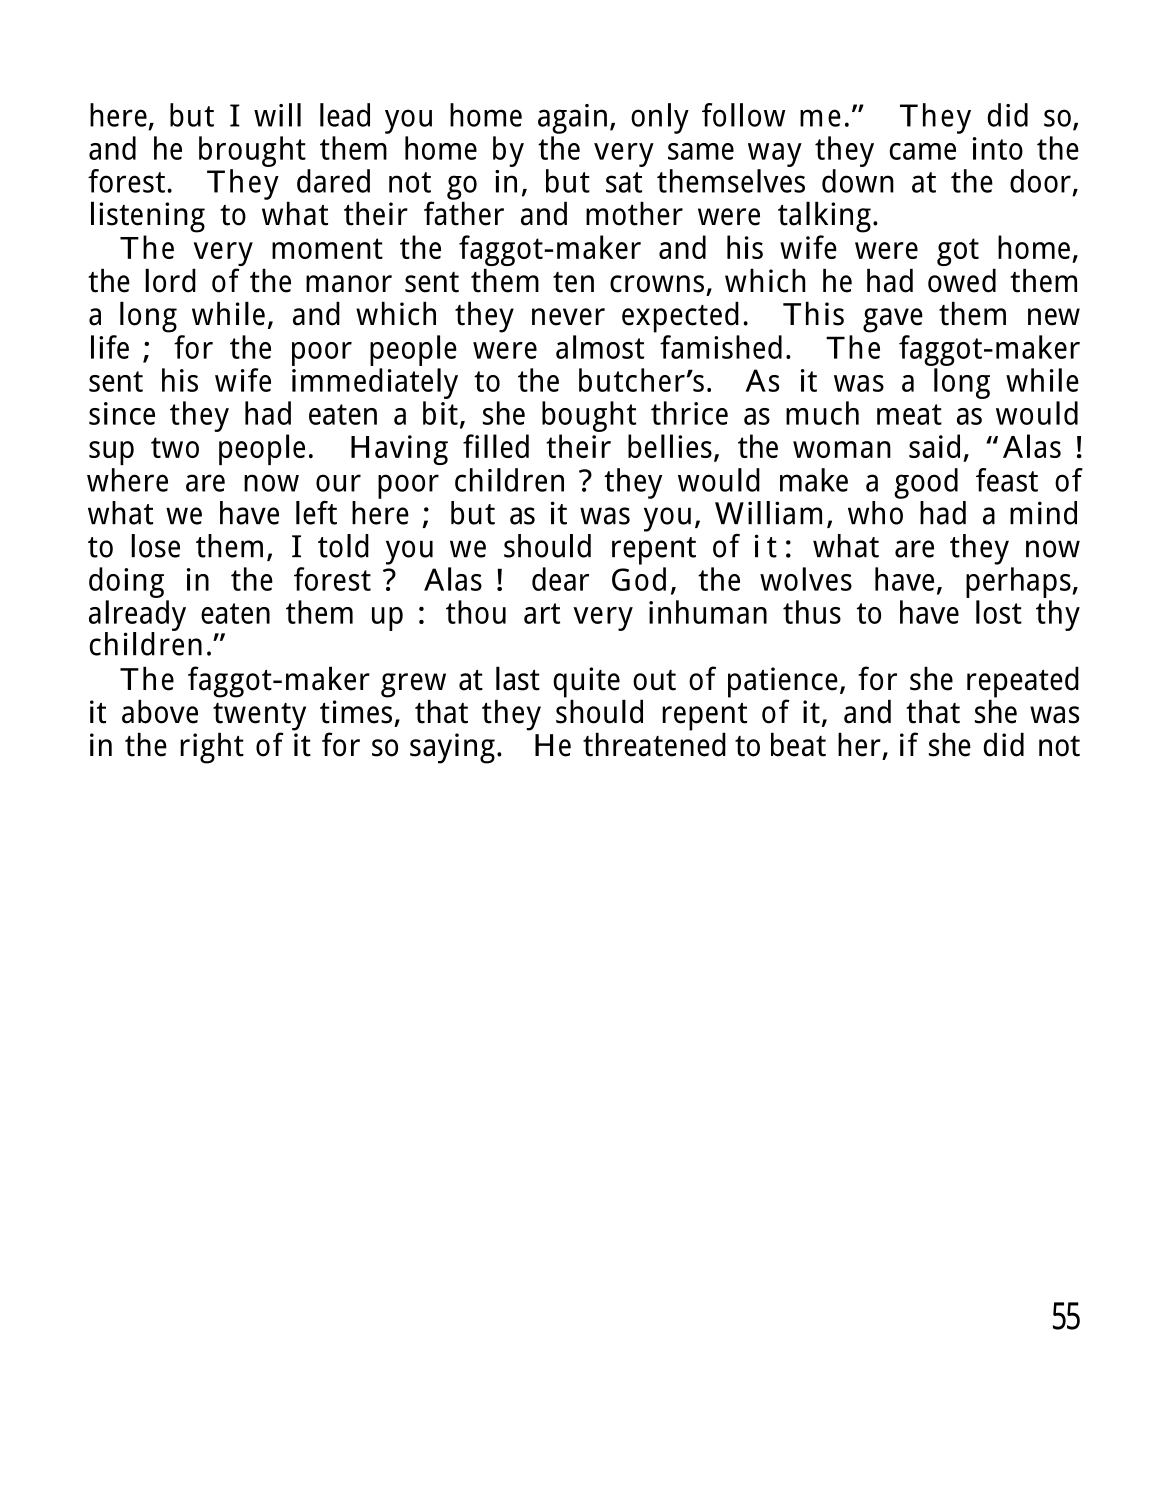 here, but I will lead you home again, only follow me.” They did so,
and he brought them home by the very same way they came into the
forest. They dared not go in, but sat themselves down at the door,
listening to what their father and mother were talking.
The very moment the faggot-maker and his wife were got home,
the lord of the manor sent them ten crowns, which he had owed them
a long while, and which they never expected. This gave them new
life ; for the poor people were almost famished. The faggot-maker
sent his wife immediately to the butcher’s. As it was a long while
since they had eaten a bit, she bought thrice as much meat as would
sup two people. Having filled their bellies, the woman said, “Alas !
where are now our poor children ? they would make a good feast of
what we have left here ; but as it was you, William, who had a mind
to lose them, I told you we should repent of it : what are they now
doing in the forest ? Alas ! dear God, the wolves have, perhaps,
already eaten them up : thou art very inhuman thus to have lost thy
children.”
The faggot-maker grew at last quite out of patience, for she repeated
it above twenty times, that they should repent of it, and that she was
in the right of it for so saying. He threatened to beat her, if she did not
55